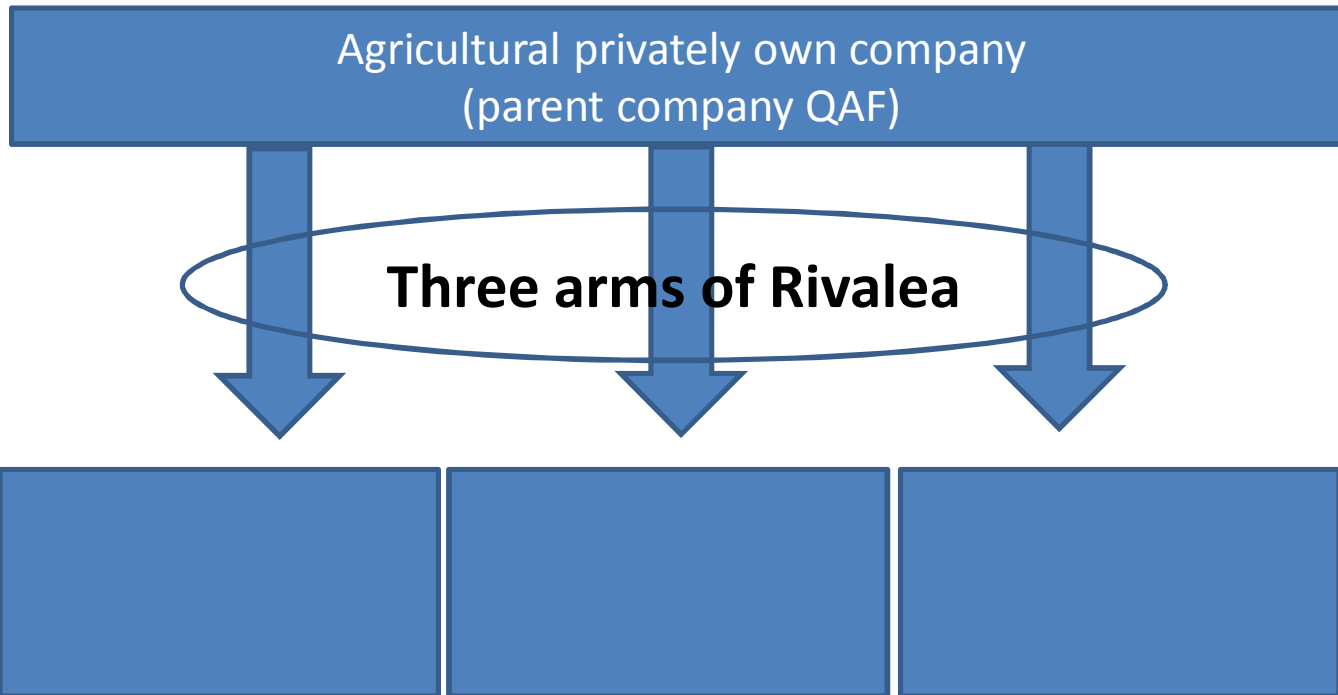 Agricultural privately own company
(parent company QAF)
Three arms of Rivalea